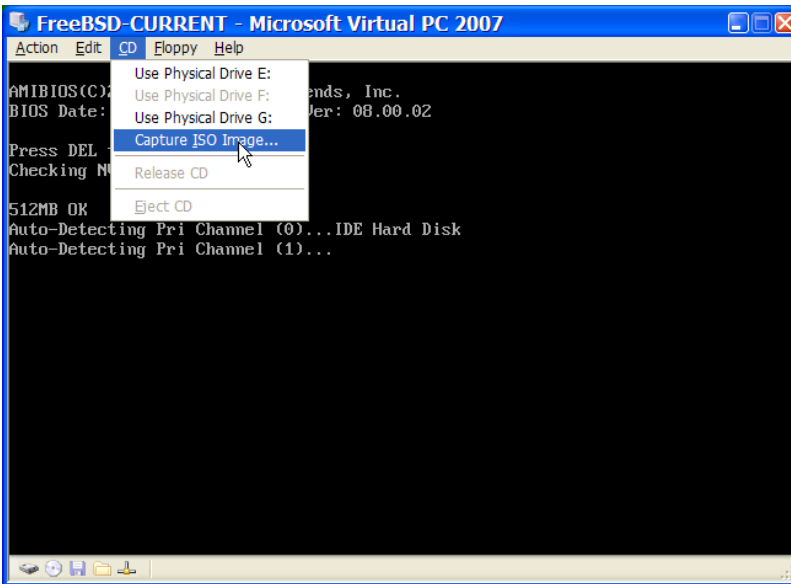 FreeBSD-CURRENT - Microsoft Virtual PC 2007
Action Edit CD Floppy Help
Use Physical Drive E:
Use Physical Drive F:
Use Physical Drive G:
Capture ISO Image...
Release CD
Eject CD
AMIBIOS(C) ends, Inc.
BIOS Date: Ver: 08.00.02
Press DEL
Checking
512MB OK
Auto-Detecting Pri Channel (0)...IDE Hard Disk
Auto-Detecting Pri Channel (1)...